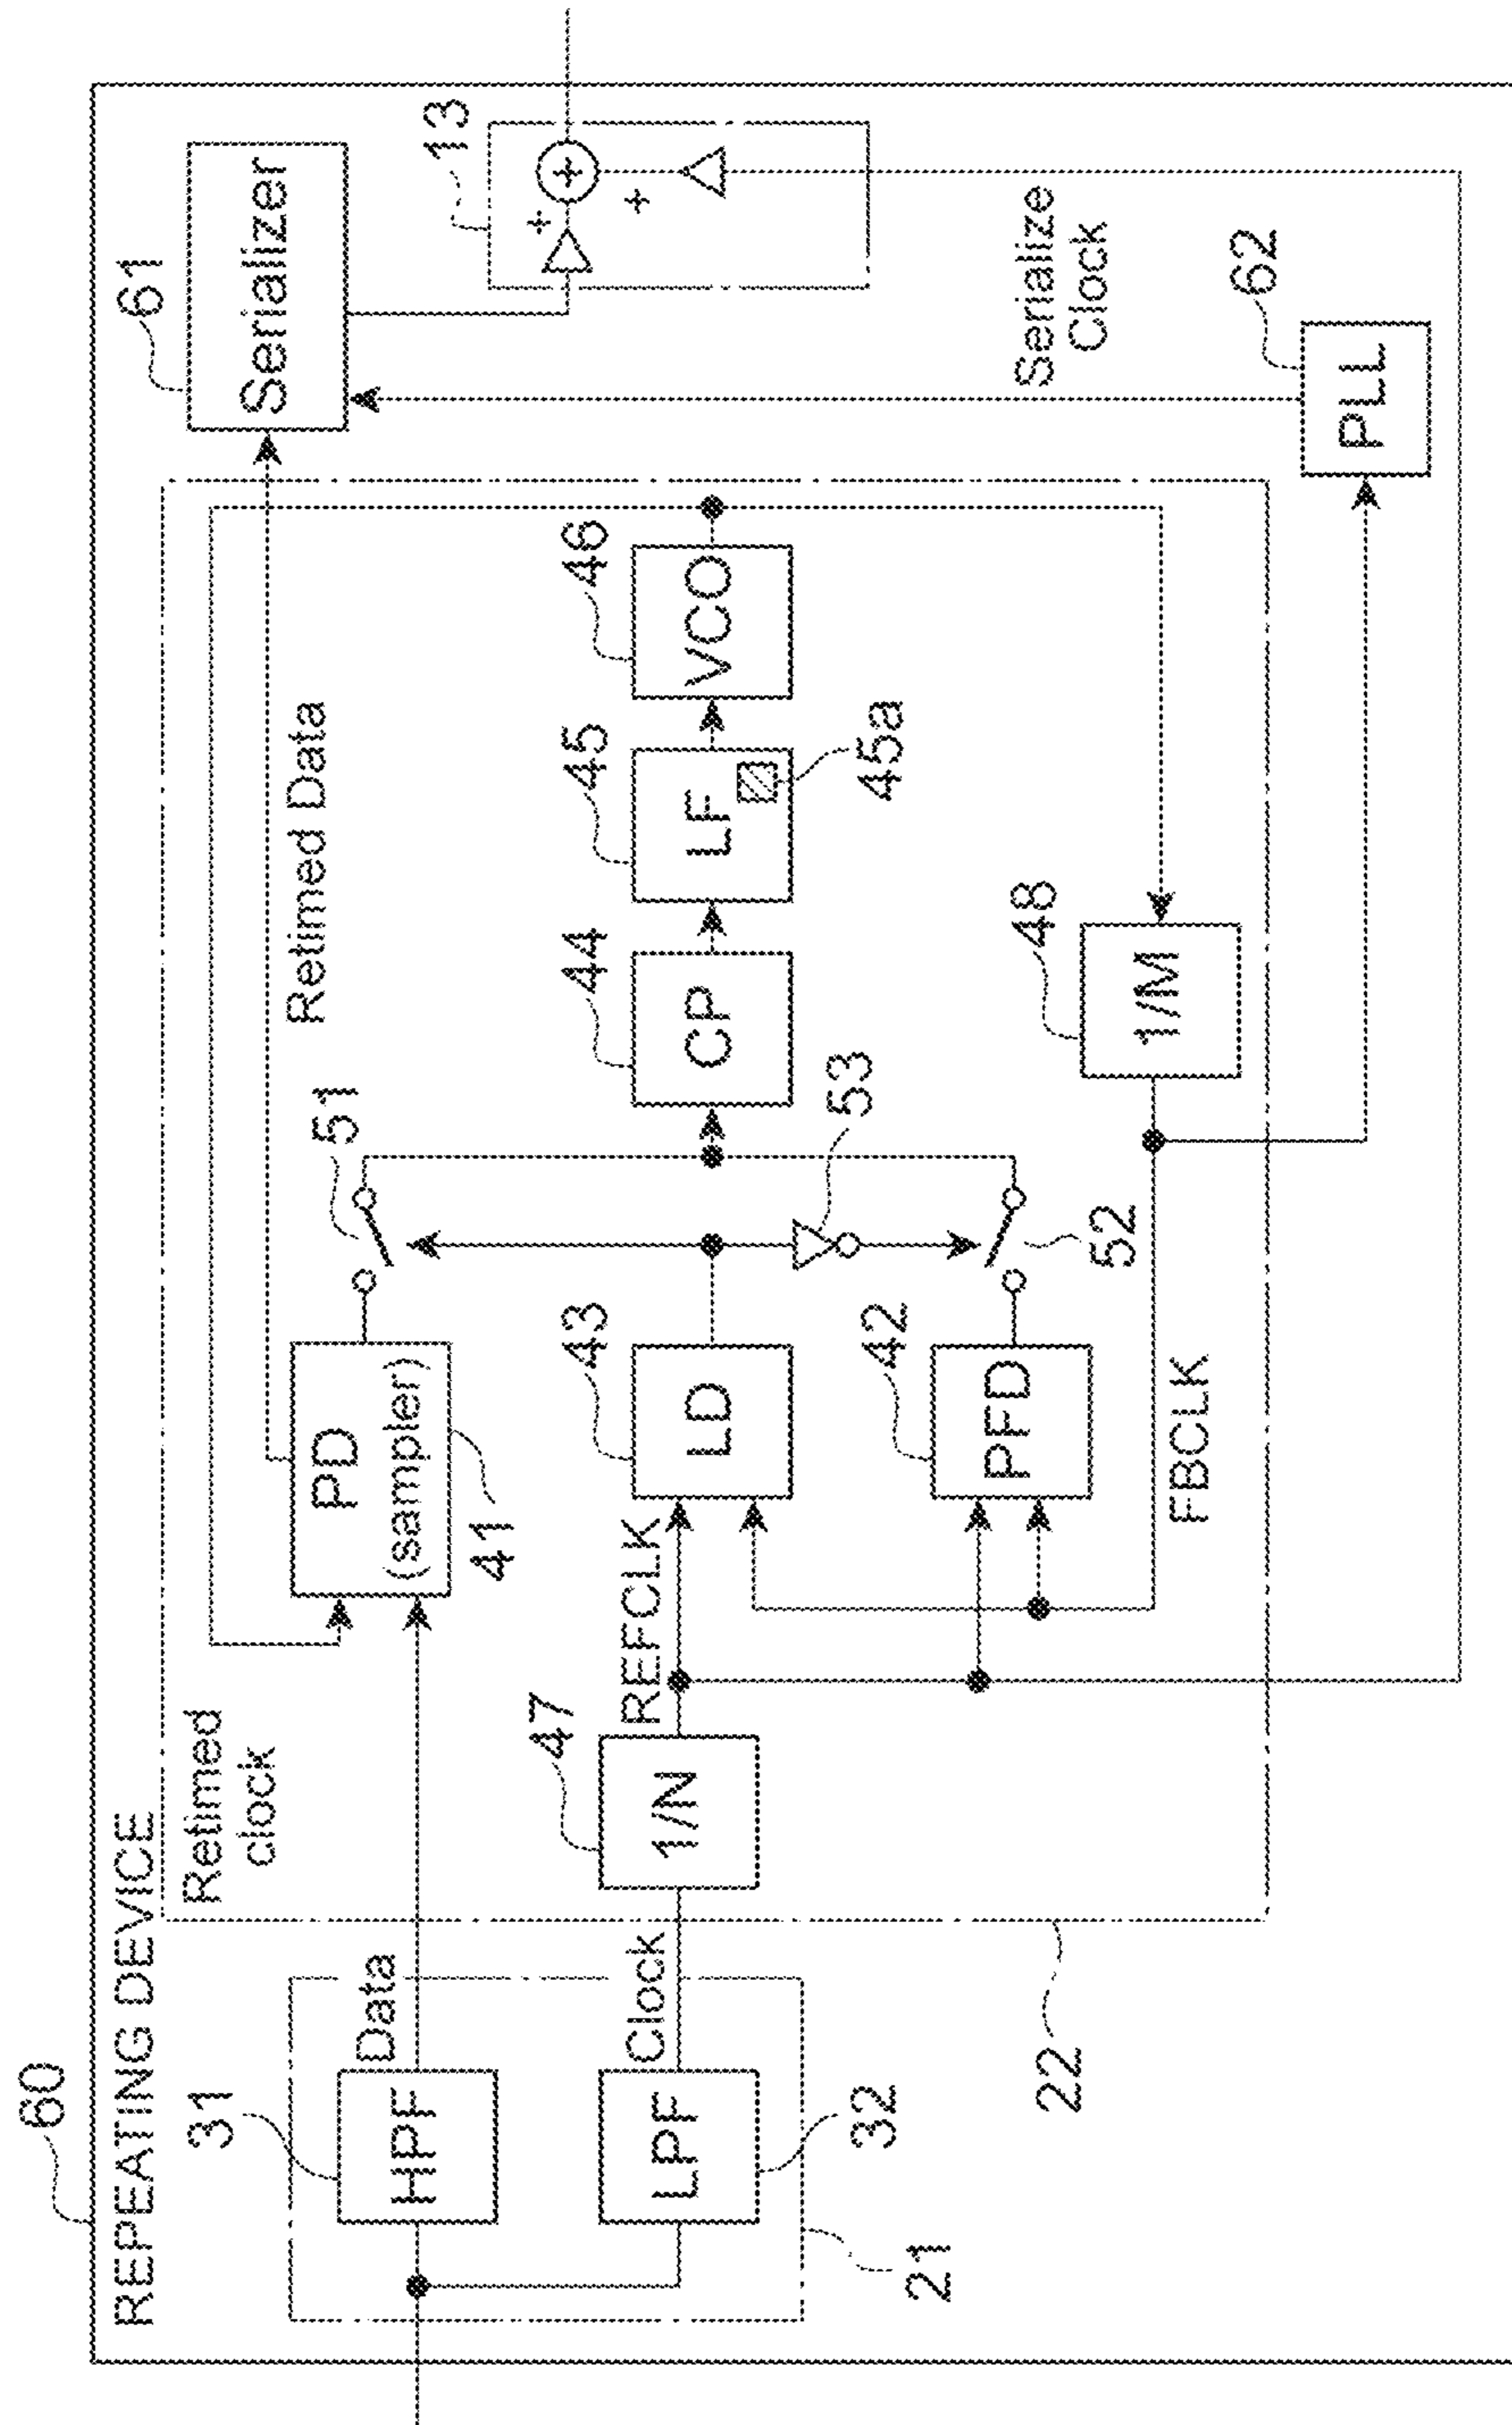 60
REPEATING DEVICE
61
Serializer
13
+
+
+
Retimed
clock
Retimed Data
31
HPF
Data
PD
(sampler)
41
51
LPF
32
Clock
21
22
47
1/N
REFCLK
43
LD
44
CP
45
LF
45a
46
VCO
53
42
PFD
52
48
1/M
FBCLK
Serialize
Clock
62
PLL